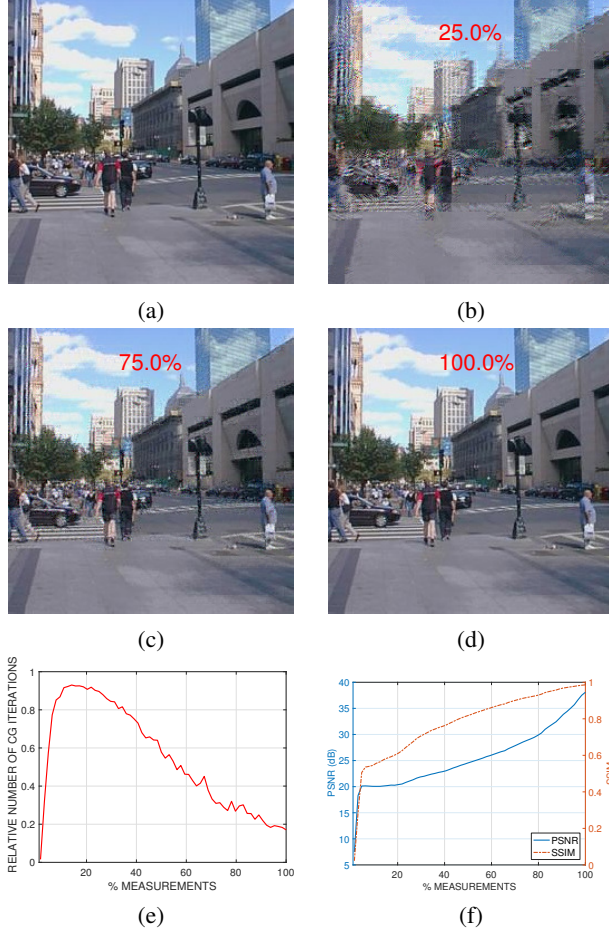 25.0%
(a)
(b)
75.0%
100.0%
(c)
(d)
RELATIVE NUMBER OF CG ITERATIONS
1
0.8
0.6
0.4
0.2
0
20
40
60
80
100
% MEASUREMENTS
(e)
PSNR (dB)
40
35
30
25
20
15
10
5
20
40
60
80
100
% MEASUREMENTS
1
0.8
0.6
0.4
0.2
0
SSIM
PSNR
SSIM
(f)